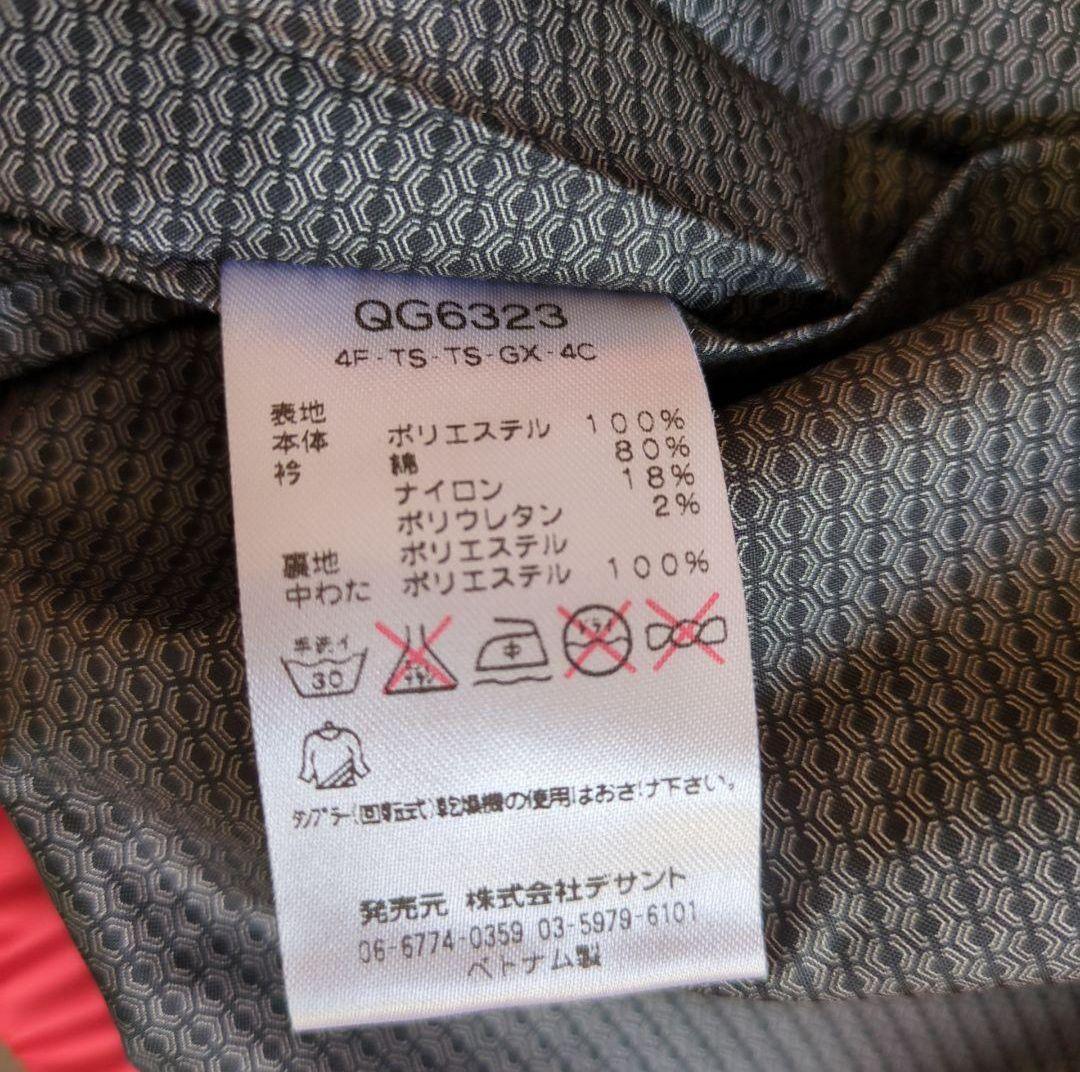 QG6323
4F-TS-TS-GX-4C
表地
本体 ポリエステル 100%
衿 綿 80%
ナイロン 18%
ポリウレタン 2%
裏地 ポリエステル
中わた ポリエステル 100%
手洗イ
30
中
ドライ
タンブラー(回転式)乾燥機の使用はおさけ下さい。
発売元 株式会社デサント
06-6774-0359 03-5979-6101
ベトナム製